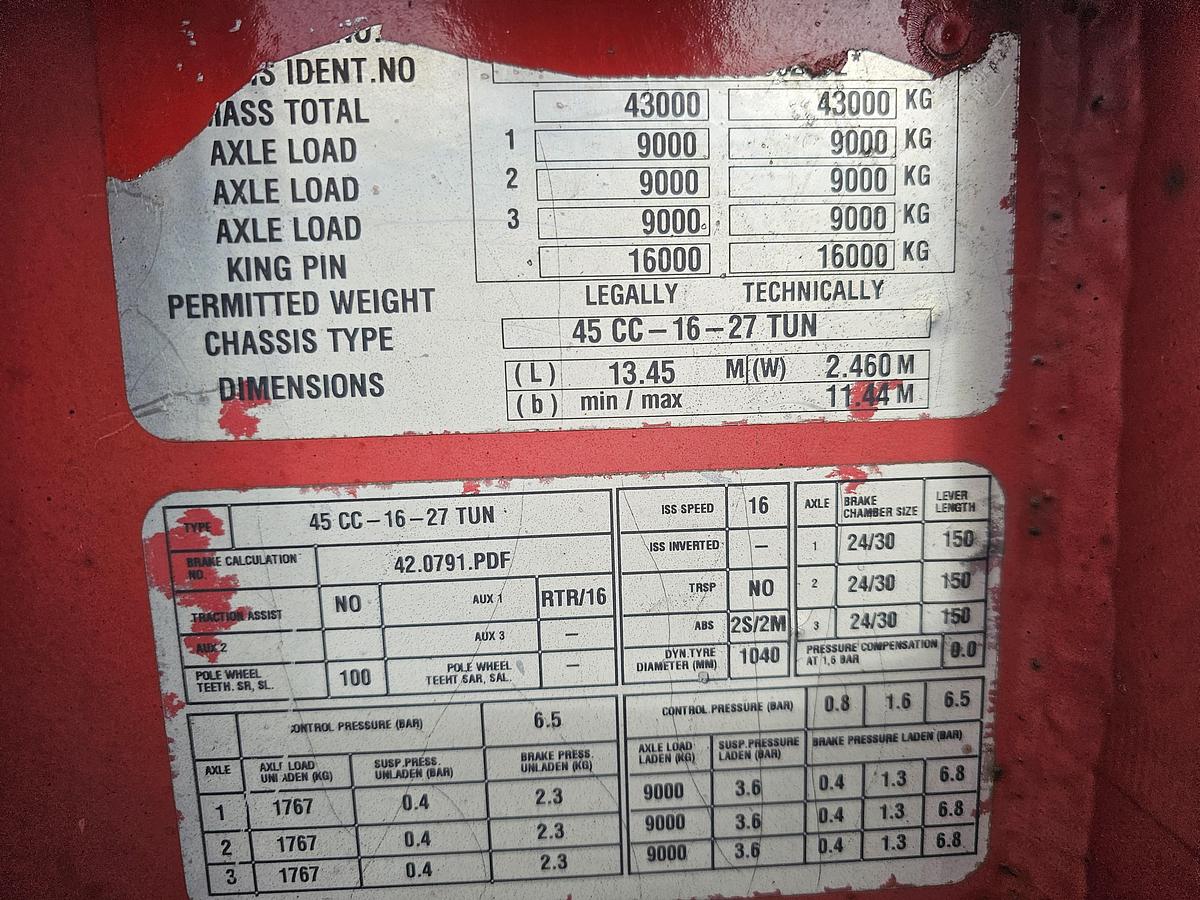 IDENT.NO
MASS TOTAL 43000 43000 KG
AXLE LOAD 1 9000 9000 KG
AXLE LOAD 2 9000 9000 KG
AXLE LOAD 3 9000 9000 KG
KING PIN 16000 16000 KG
PERMITTED WEIGHT LEGALLY TECHNICALLY
CHASSIS TYPE 45 CC – 16 – 27 TUN
DIMENSIONS (L) 13.45 M (W) 2.460 M
(b) min / max 11.44 M
TYPE 45 CC – 16 – 27 TUN
BRAKE CALCULATION NO. 42.0791.PDF
TRACTION ASSIST NO AUX 1 RTR/16
AUX 2 AUX 3 –
POLE WHEEL TEETH. SR, SL. 100 POLE WHEEL TEEHT SAR, SAL. –
ISS SPEED 16
ISS INVERTED –
TRSP NO
ABS 2S/2M
DYN.TYRE DIAMETER (MM) 1040
AXLE BRAKE CHAMBER SIZE LEVER LENGTH
1 24/30 150
2 24/30 150
3 24/30 150
PRESSURE COMPENSATION AT 1,6 BAR 0.0
CONTROL PRESSURE (BAR) 6.5
AXLE AXLE LOAD UNLADEN (KG) SUSP.PRESS. UNLADEN (BAR) BRAKE PRESS. UNLADEN (KG)
1 1767 0.4 2.3
2 1767 0.4 2.3
3 1767 0.4 2.3
CONTROL PRESSURE (BAR) 0.8 1.6 6.5
AXLE LOAD LADEN (KG) SUSP.PRESSURE LADEN (BAR) BRAKE PRESSURE LADEN (BAR)
9000 3.6 0.4 1.3 6.8
9000 3.6 0.4 1.3 6.8
9000 3.6 0.4 1.3 6.8